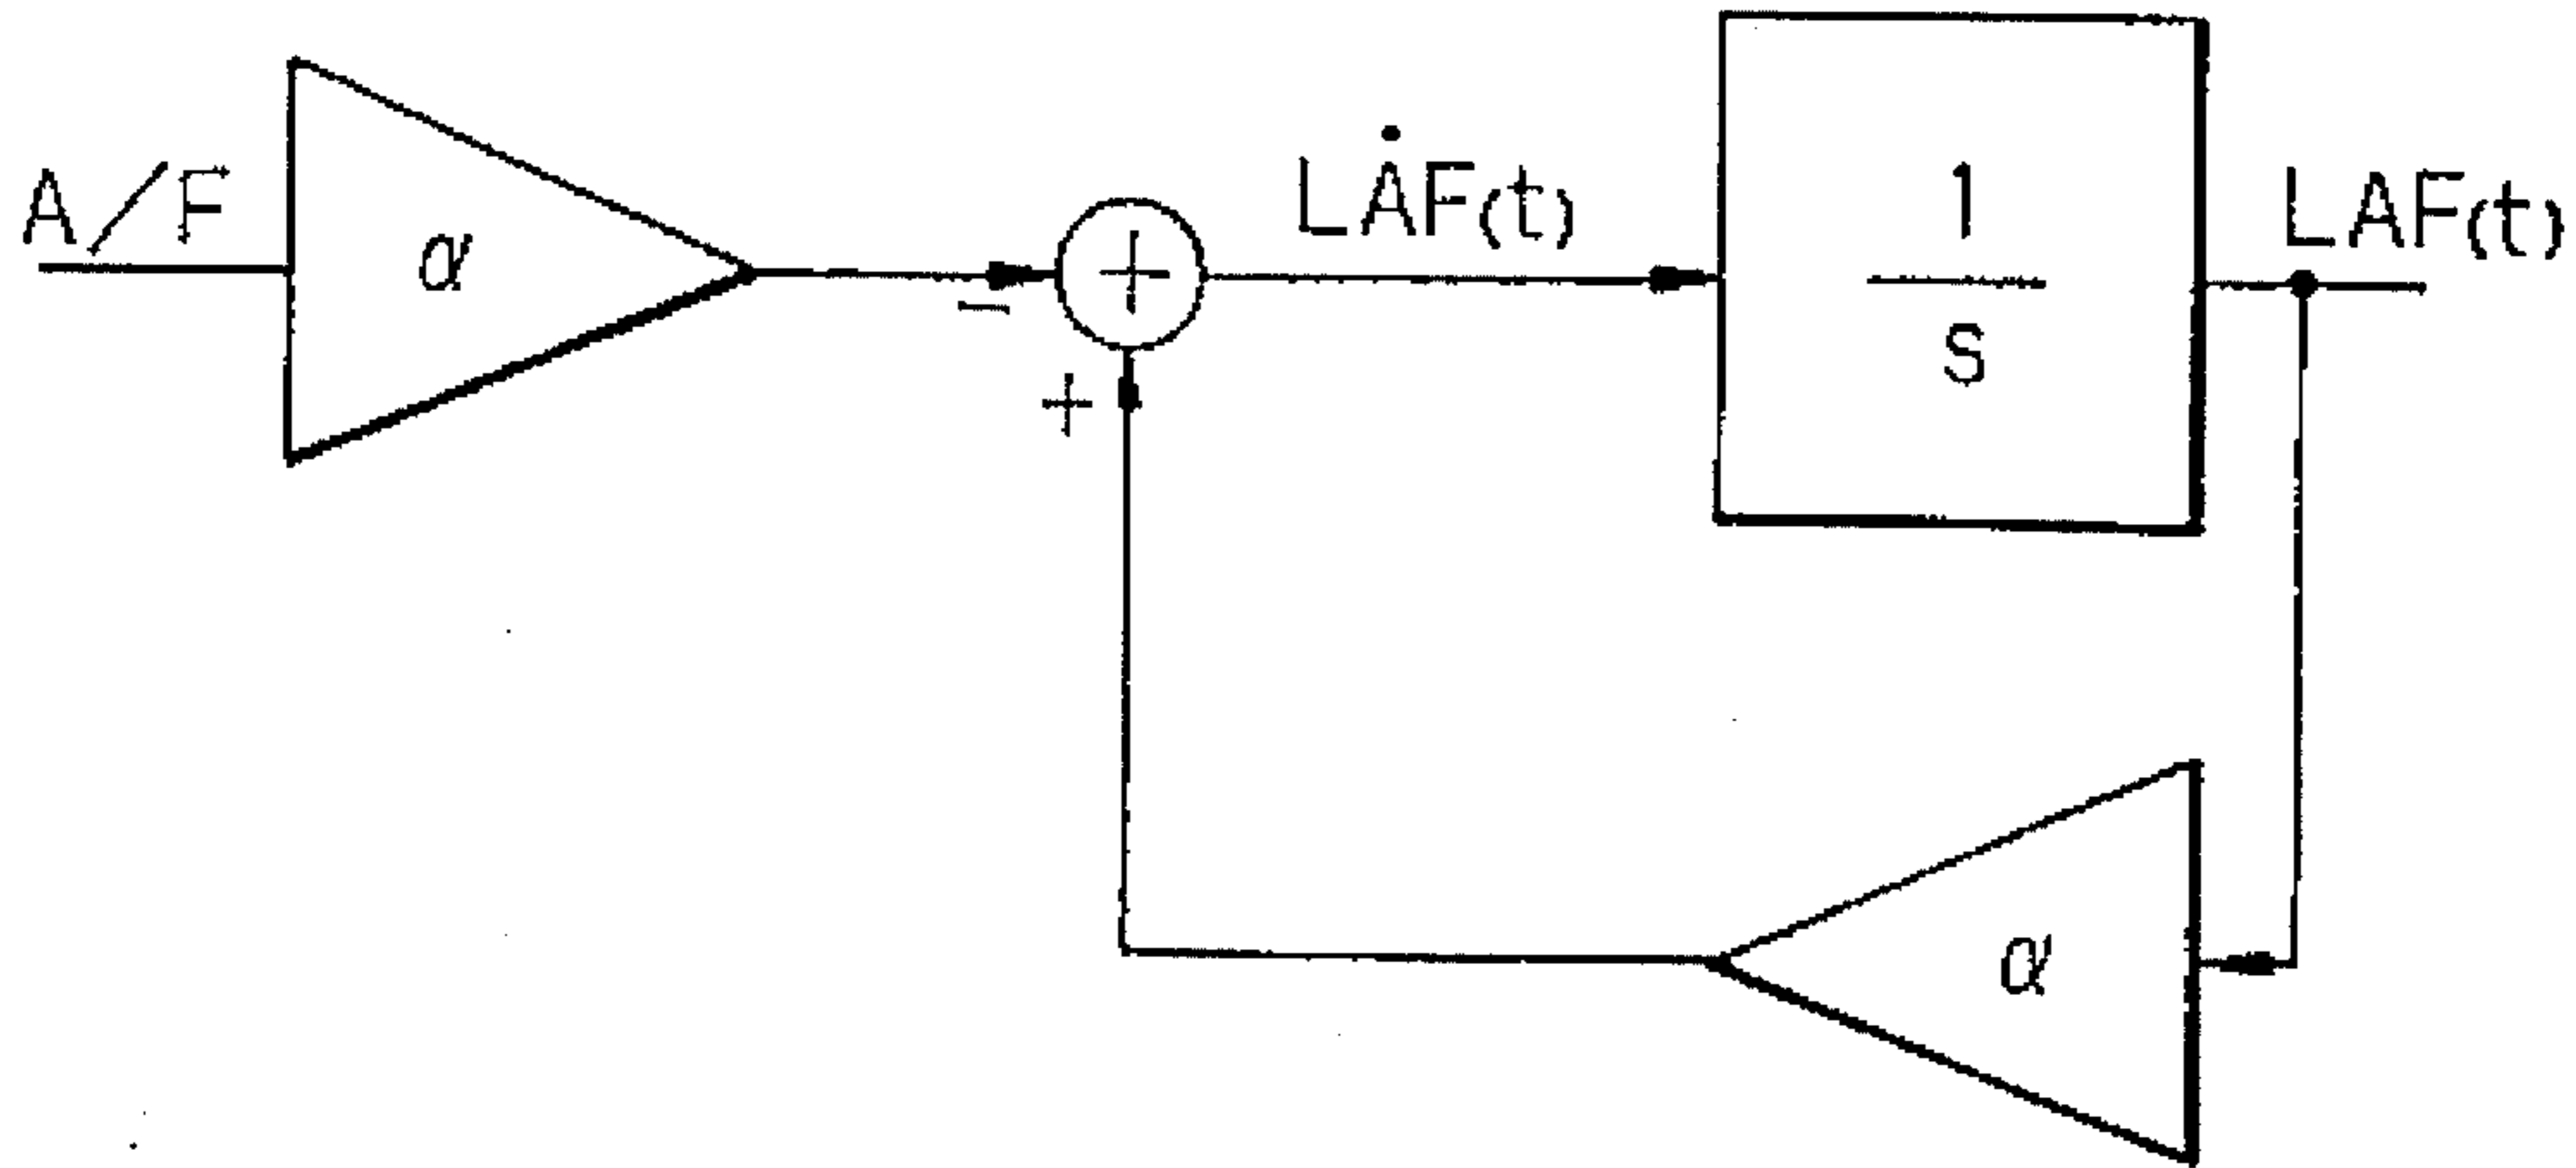 A/F
α
−
+
+
LȦF(t)
1
s
LAF(t)
α